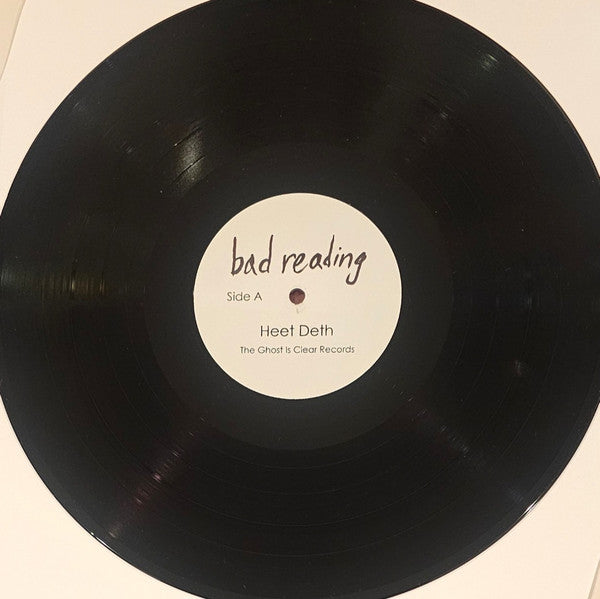 bad reading
Side A
Heet Deth
The Ghost Is Clear Records